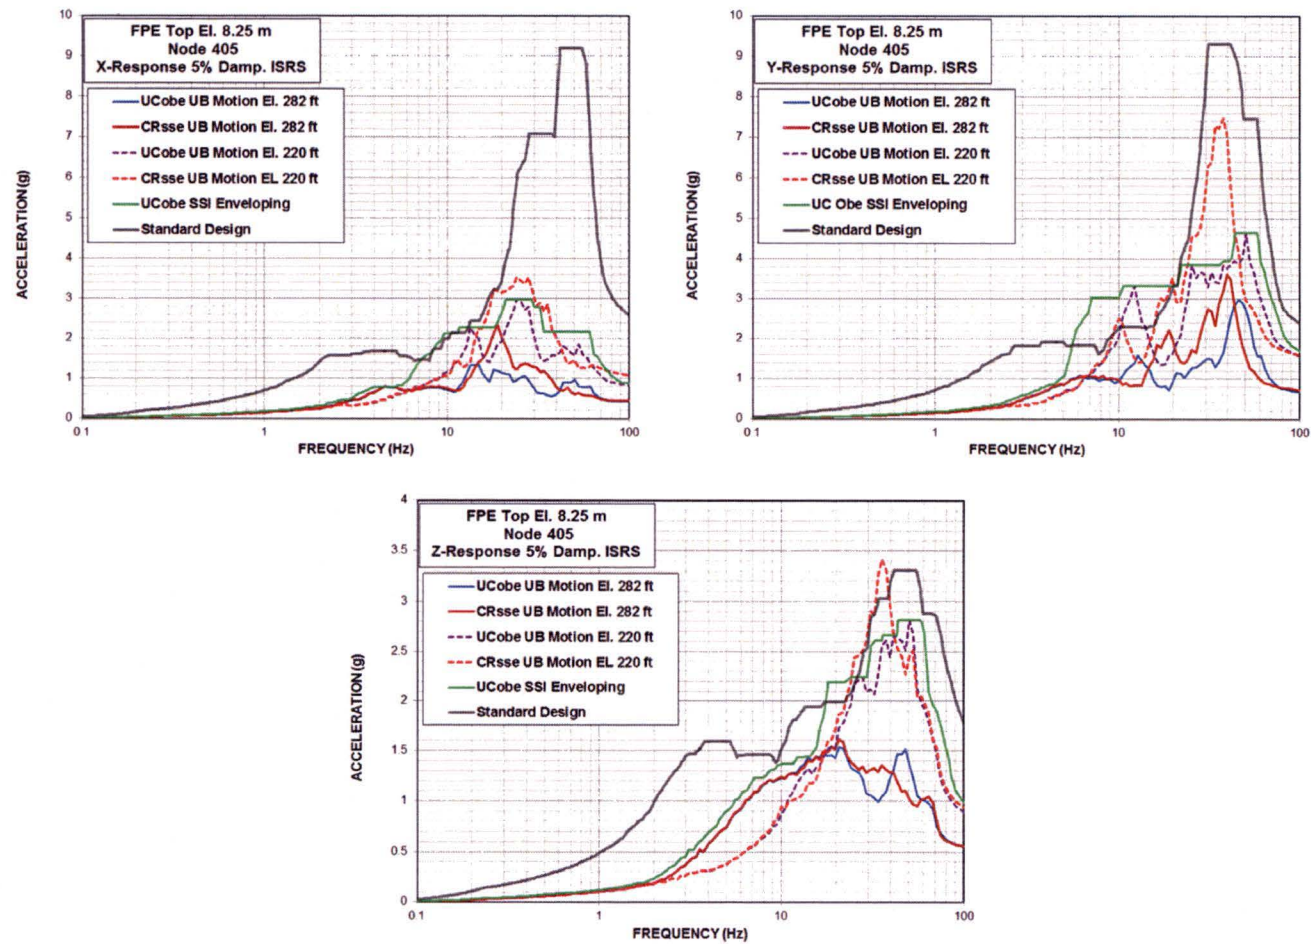 FPE Top El. 8.25 m
Node 405
X-Response 5% Damp. ISRS
UCobe UB Motion El. 282 ft
CRsse UB Motion El. 282 ft
UCobe UB Motion El. 220 ft
CRsse UB Motion EL 220 ft
UCobe SSI Enveloping
Standard Design
ACCELERATION(g)
10
9
8
7
6
5
4
3
2
1
0
0.1
1
10
100
FREQUENCY (Hz)
FPE Top El. 8.25 m
Node 405
Y-Response 5% Damp. ISRS
UCobe UB Motion El. 282 ft
CRsse UB Motion El. 282 ft
UCobe UB Motion El. 220 ft
CRsse UB Motion EL 220 ft
UC Obe SSI Enveloping
Standard Design
ACCELERATION(g)
10
9
8
7
6
5
4
3
2
1
0
0.1
1
10
100
FREQUENCY (Hz)
FPE Top El. 8.25 m
Node 405
Z-Response 5% Damp. ISRS
UCobe UB Motion El. 282 ft
CRsse UB Motion El. 282 ft
UCobe UB Motion El. 220 ft
CRsse UB Motion EL 220 ft
UCobe SSI Enveloping
Standard Design
ACCELERATION(g)
4
3.5
3
2.5
2
1.5
1
0.5
0
0.1
1
10
100
FREQUENCY (Hz)